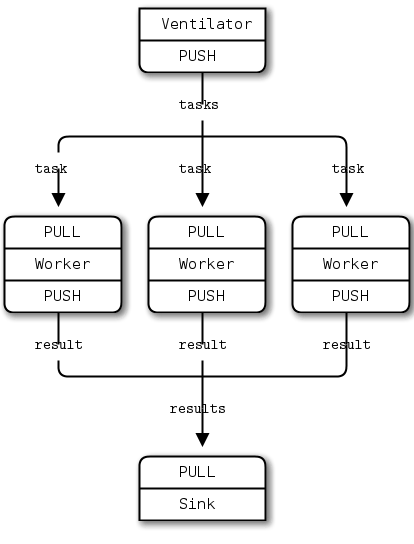 Ventilator
PUSH
tasks
task task task
PULL PULL PULL
Worker Worker Worker
PUSH PUSH PUSH
result result result
results
PULL
Sink